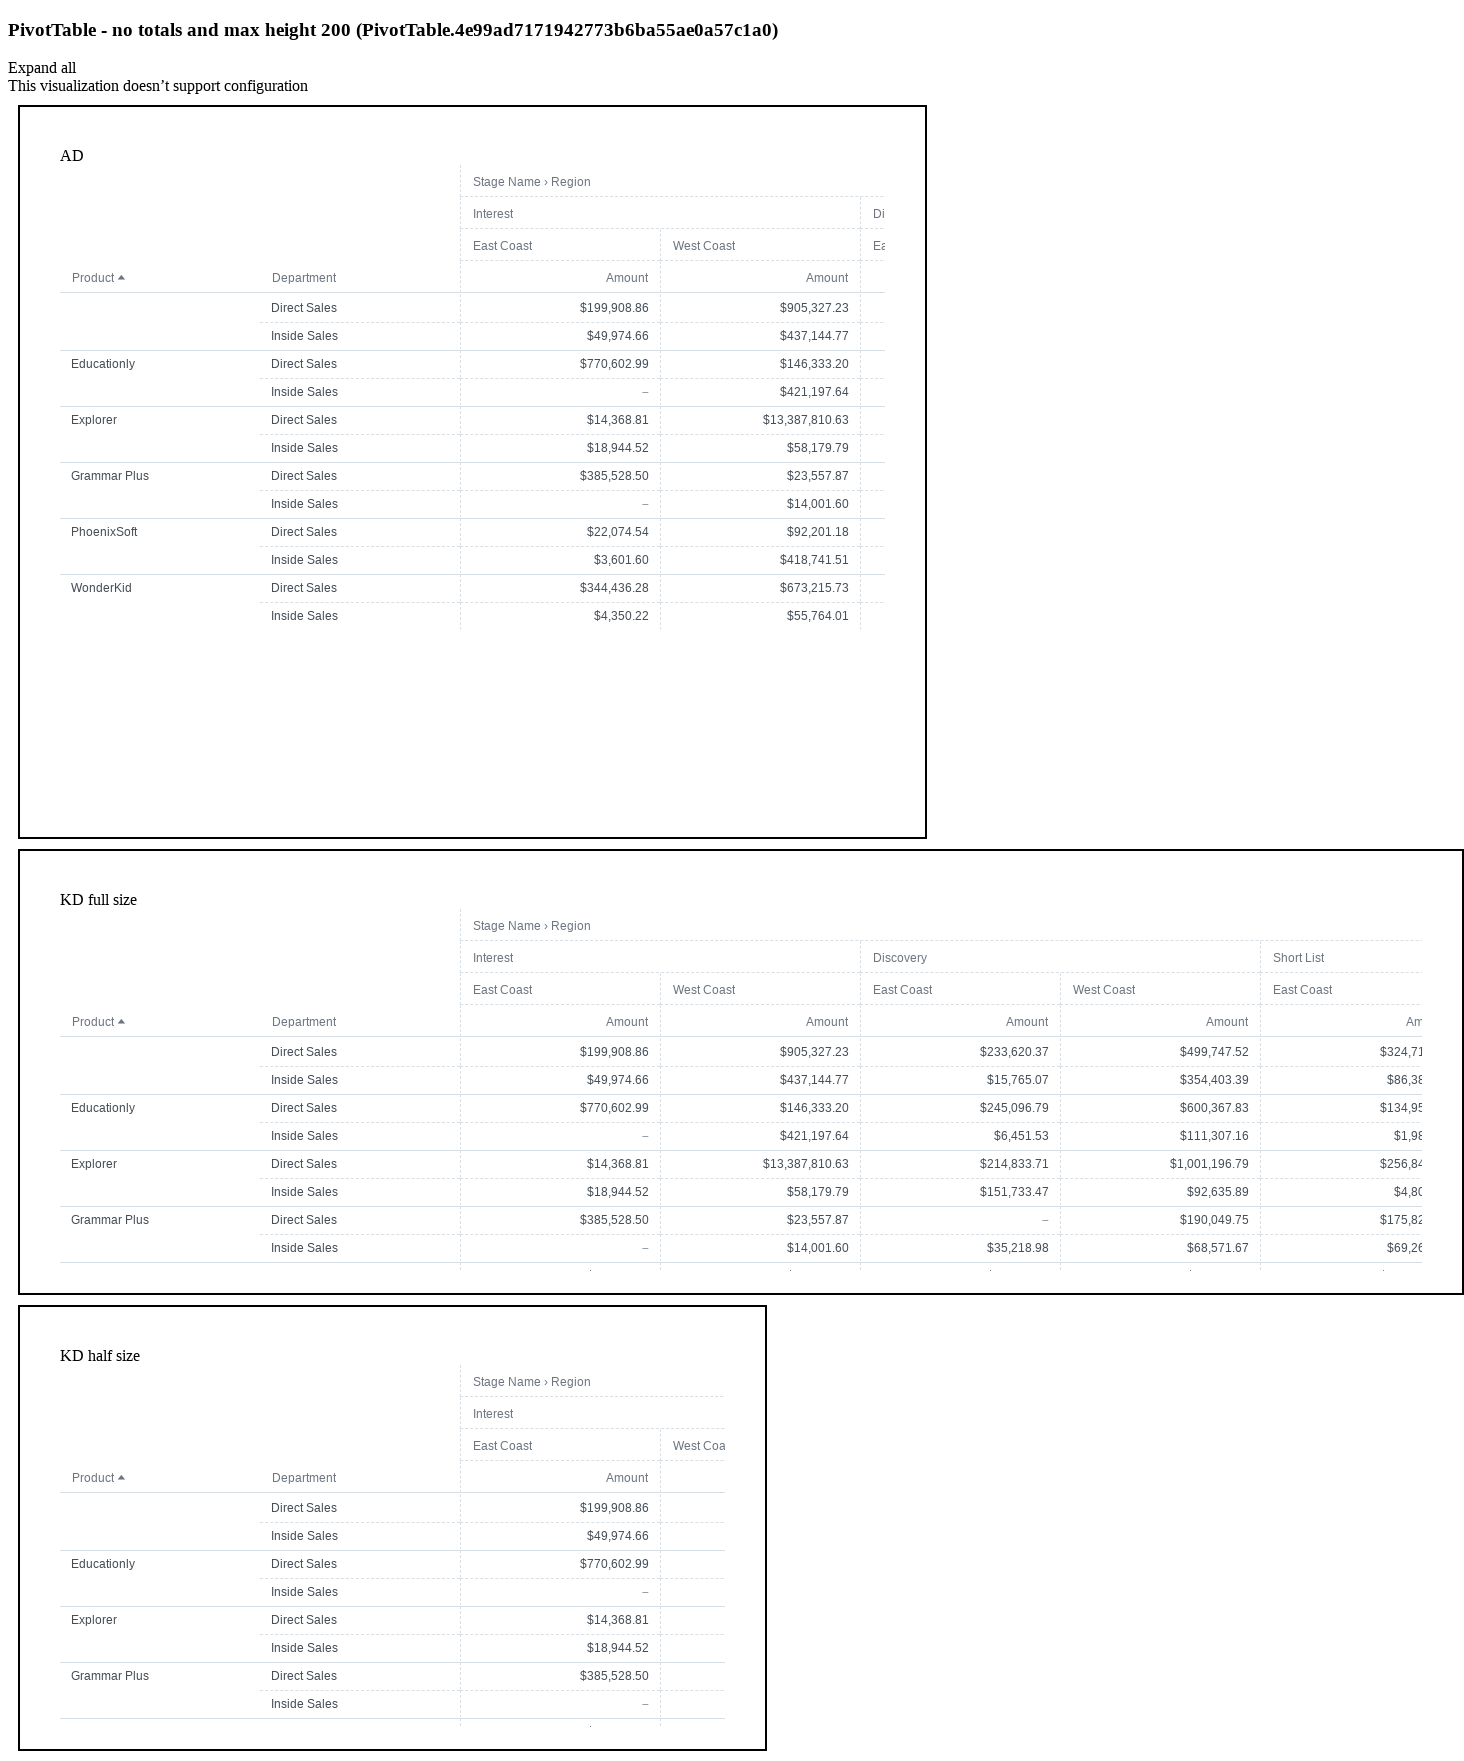 PivotTable - no totals and max height 200 (PivotTable.4e99ad7171942773b6ba55ae0a57c1a0)
Expand all
This visualization doesn’t support configuration
AD
Stage Name › Region
Interest Di
East Coast West Coast Ea
Product Department Amount Amount
Direct Sales $199,908.86 $905,327.23
Inside Sales $49,974.66 $437,144.77
Educationly Direct Sales $770,602.99 $146,333.20
Inside Sales – $421,197.64
Explorer Direct Sales $14,368.81 $13,387,810.63
Inside Sales $18,944.52 $58,179.79
Grammar Plus Direct Sales $385,528.50 $23,557.87
Inside Sales – $14,001.60
PhoenixSoft Direct Sales $22,074.54 $92,201.18
Inside Sales $3,601.60 $418,741.51
WonderKid Direct Sales $344,436.28 $673,215.73
Inside Sales $4,350.22 $55,764.01
KD full size
Stage Name › Region
Interest Discovery Short List
East Coast West Coast East Coast West Coast East Coast
Product Department Amount Amount Amount Amount Am
Direct Sales $199,908.86 $905,327.23 $233,620.37 $499,747.52 $324,71
Inside Sales $49,974.66 $437,144.77 $15,765.07 $354,403.39 $86,38
Educationly Direct Sales $770,602.99 $146,333.20 $245,096.79 $600,367.83 $134,95
Inside Sales – $421,197.64 $6,451.53 $111,307.16 $1,98
Explorer Direct Sales $14,368.81 $13,387,810.63 $214,833.71 $1,001,196.79 $256,84
Inside Sales $18,944.52 $58,179.79 $151,733.47 $92,635.89 $4,80
Grammar Plus Direct Sales $385,528.50 $23,557.87 – $190,049.75 $175,82
Inside Sales – $14,001.60 $35,218.98 $68,571.67 $69,26
KD half size
Stage Name › Region
Interest
East Coast West Coa
Product Department Amount
Direct Sales $199,908.86
Inside Sales $49,974.66
Educationly Direct Sales $770,602.99
Inside Sales –
Explorer Direct Sales $14,368.81
Inside Sales $18,944.52
Grammar Plus Direct Sales $385,528.50
Inside Sales –